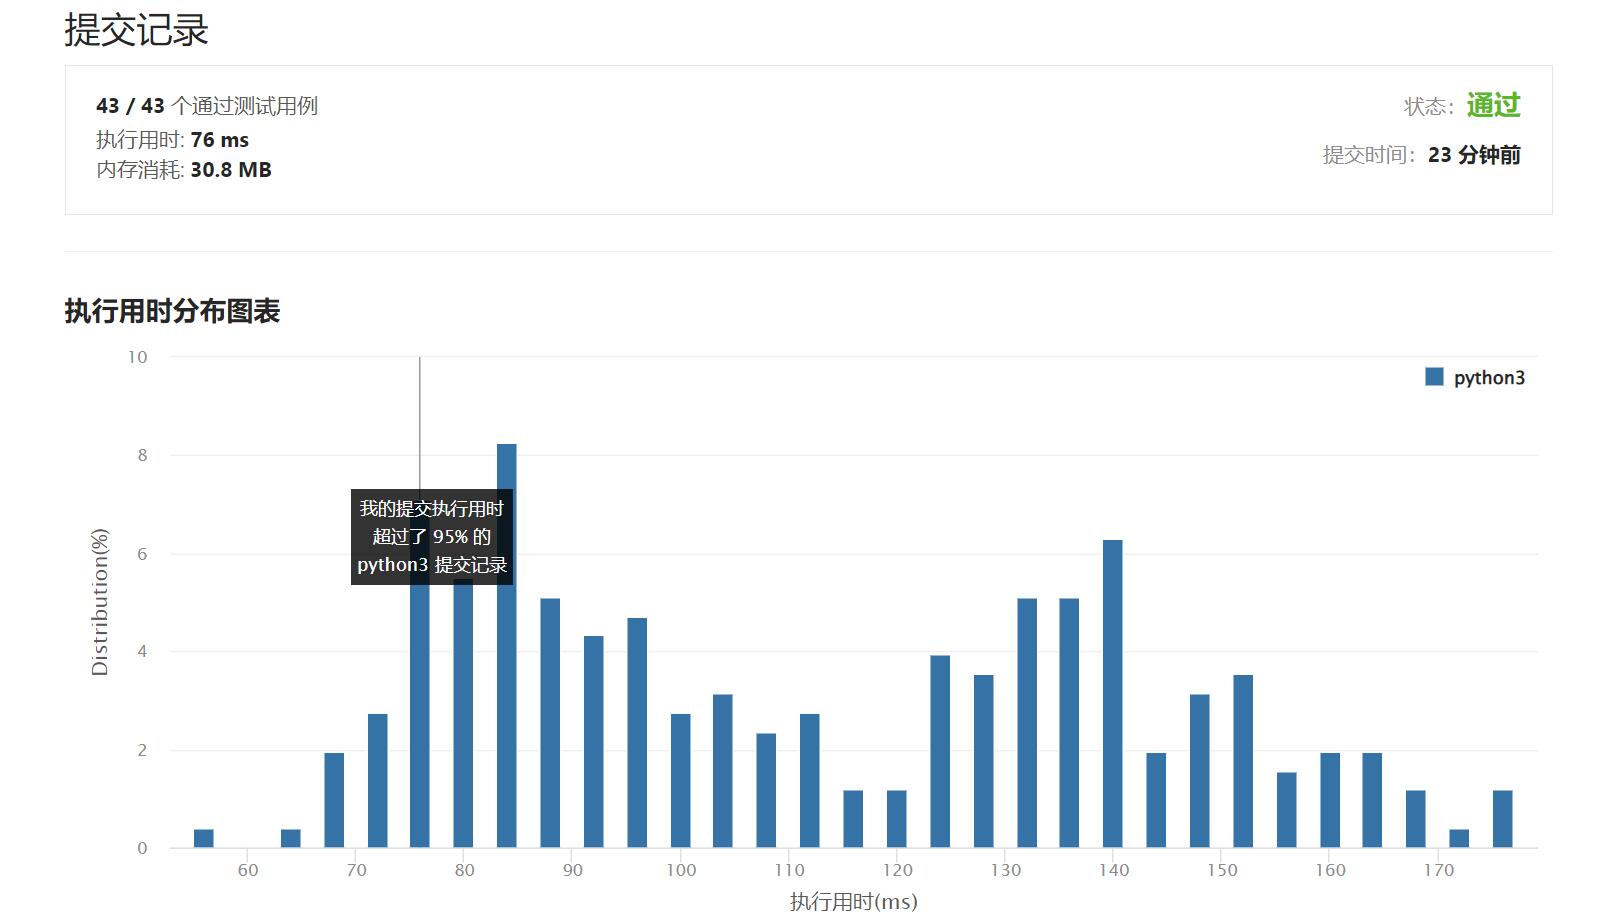 提交记录
43 / 43 个通过测试用例
状态：通过
执行用时: 76 ms
提交时间：23 分钟前
内存消耗: 30.8 MB
执行用时分布图表
10
python3
8
我的提交执行用时
超过了 95% 的
python3 提交记录
6
Distribution(%)
4
2
0
60 70 80 90 100 110 120 130 140 150 160 170
执行用时(ms)